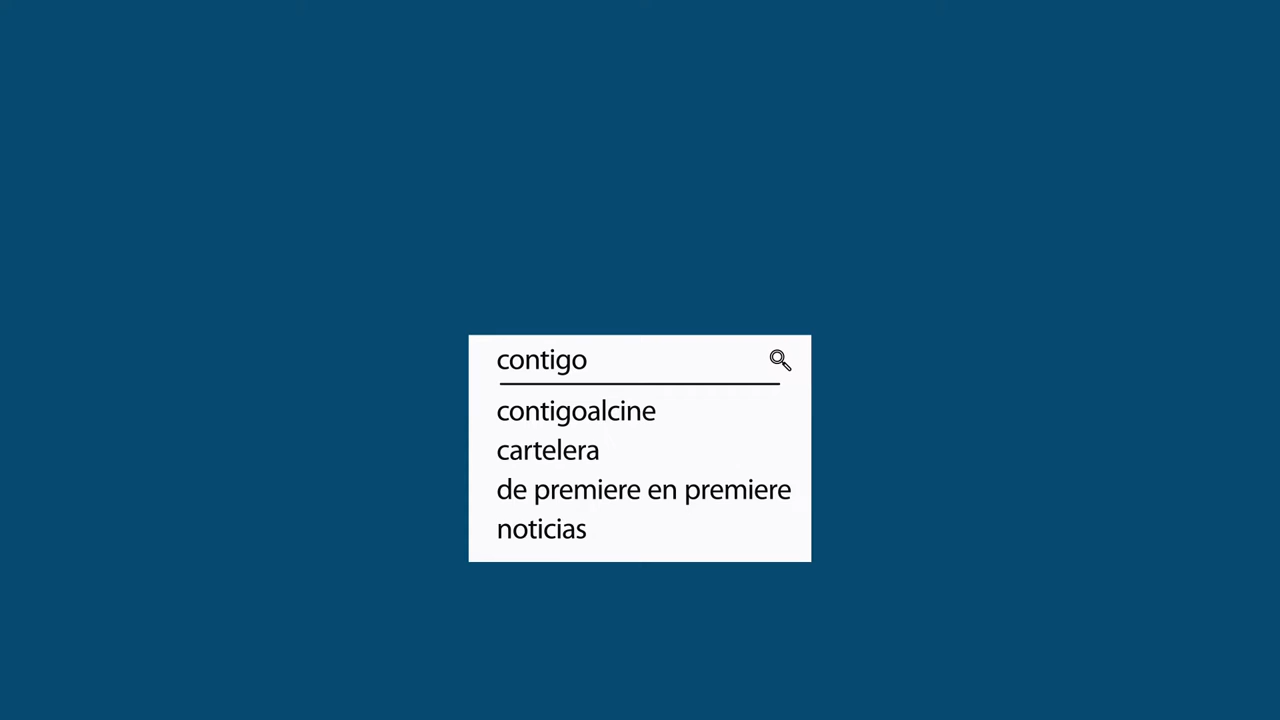 contigo
contigoalcine
cartelera
de premiere en premiere
noticias